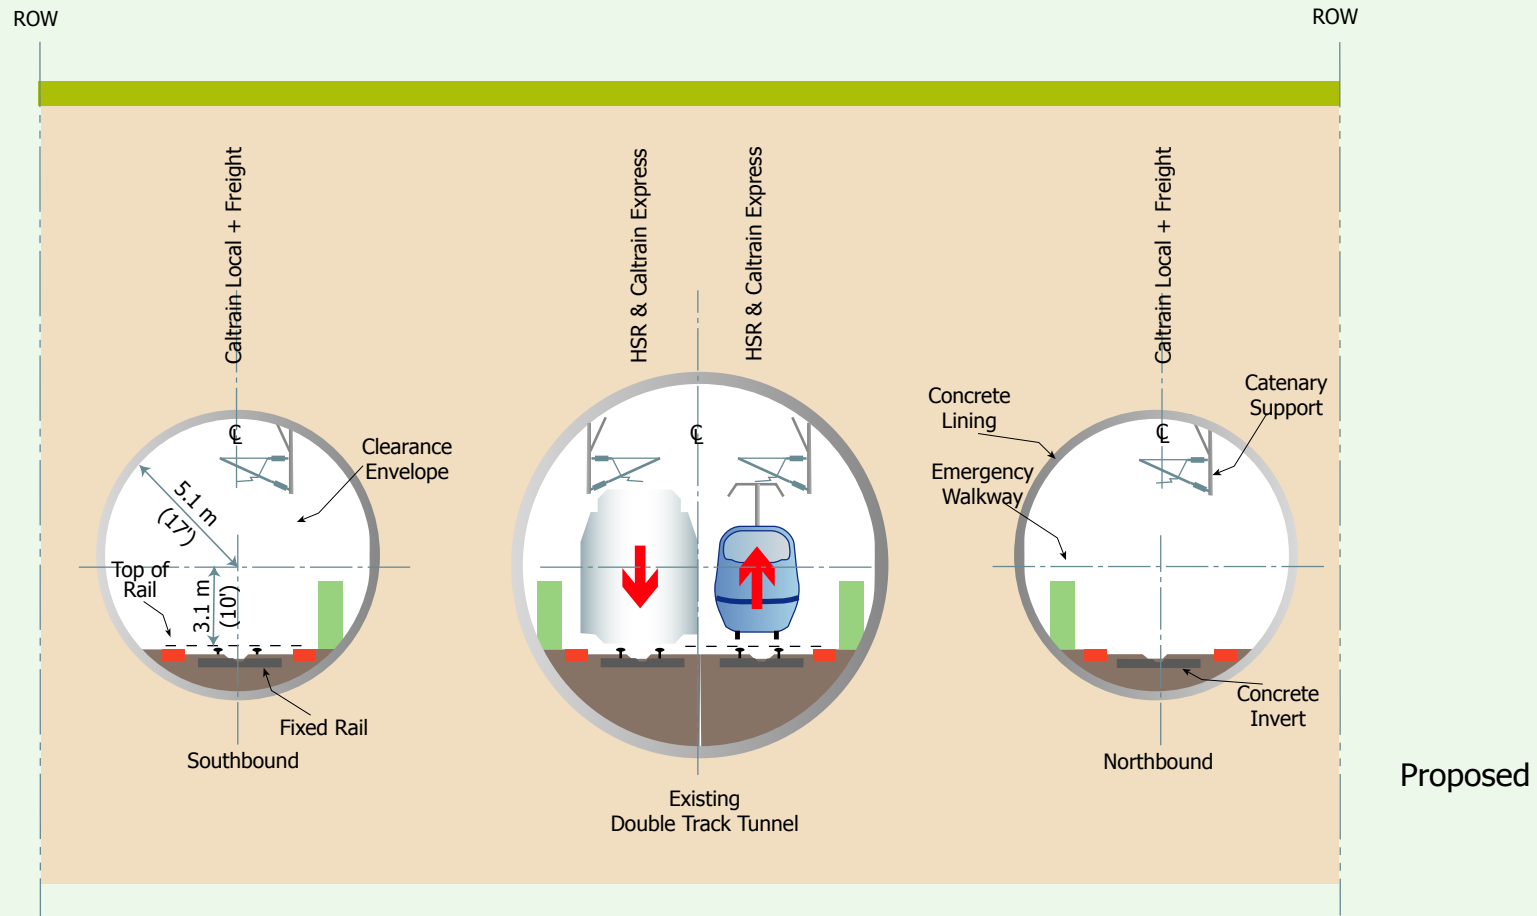 ROW
ROW
Caltrain Local + Freight
HSR & Caltrain Express
HSR & Caltrain Express
Caltrain Local + Freight
℄
℄
℄
Clearance
Envelope
5.1 m
(17')
Top of
Rail
3.1 m
(10')
Fixed Rail
Southbound
Existing
Double Track Tunnel
Concrete
Lining
Emergency
Walkway
Catenary
Support
Concrete
Invert
Northbound
Proposed